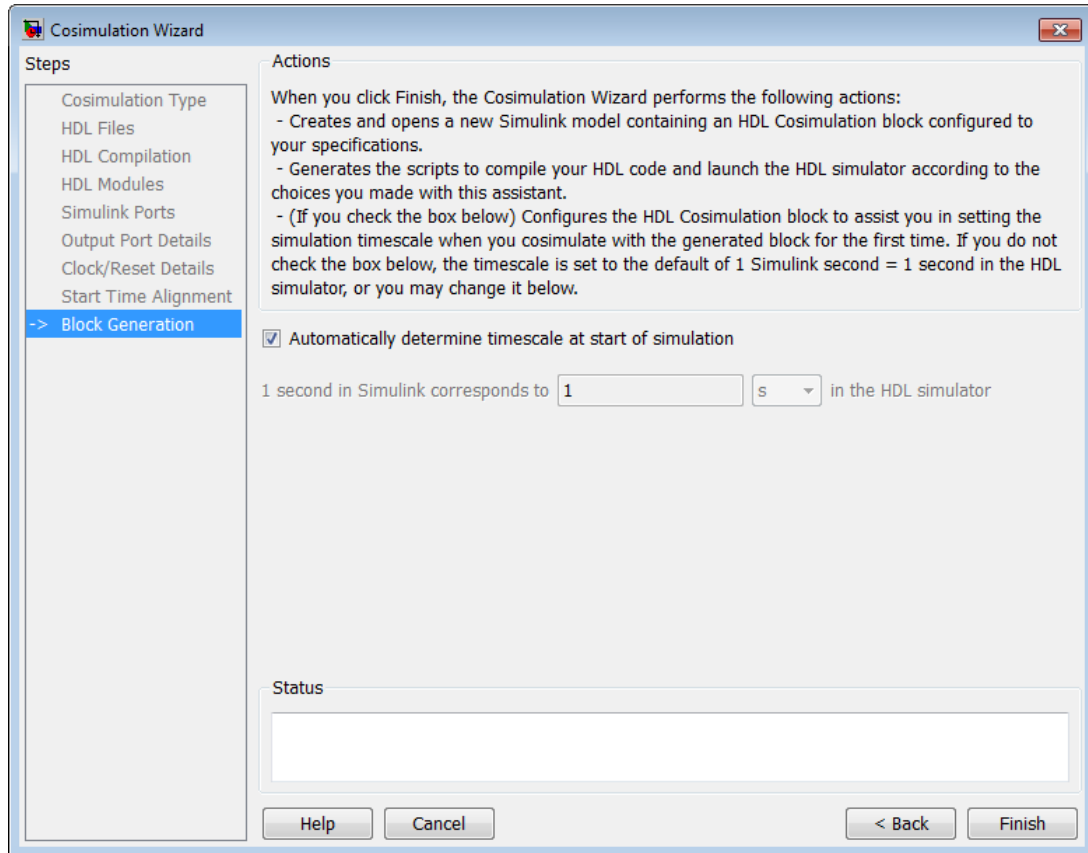 Cosimulation Wizard
Steps
Cosimulation Type
HDL Files
HDL Compilation
HDL Modules
Simulink Ports
Output Port Details
Clock/Reset Details
Start Time Alignment
-> Block Generation
Actions
When you click Finish, the Cosimulation Wizard performs the following actions:
- Creates and opens a new Simulink model containing an HDL Cosimulation block configured to
your specifications.
- Generates the scripts to compile your HDL code and launch the HDL simulator according to the
choices you made with this assistant.
- (If you check the box below) Configures the HDL Cosimulation block to assist you in setting the
simulation timescale when you cosimulate with the generated block for the first time. If you do not
check the box below, the timescale is set to the default of 1 Simulink second = 1 second in the HDL
simulator, or you may change it below.
Automatically determine timescale at start of simulation
1 second in Simulink corresponds to 1 s in the HDL simulator
Status
Help Cancel < Back Finish